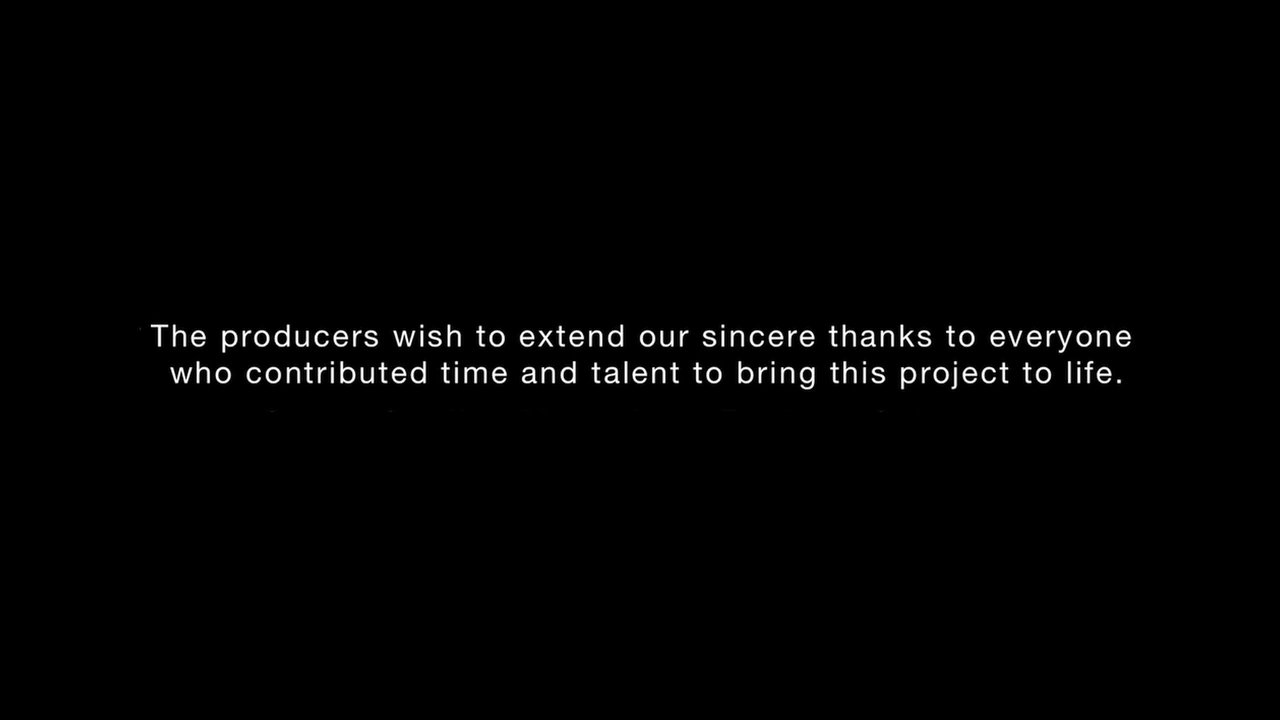 The producers wish to extend our sincere thanks to everyone
who contributed time and talent to bring this project to life.